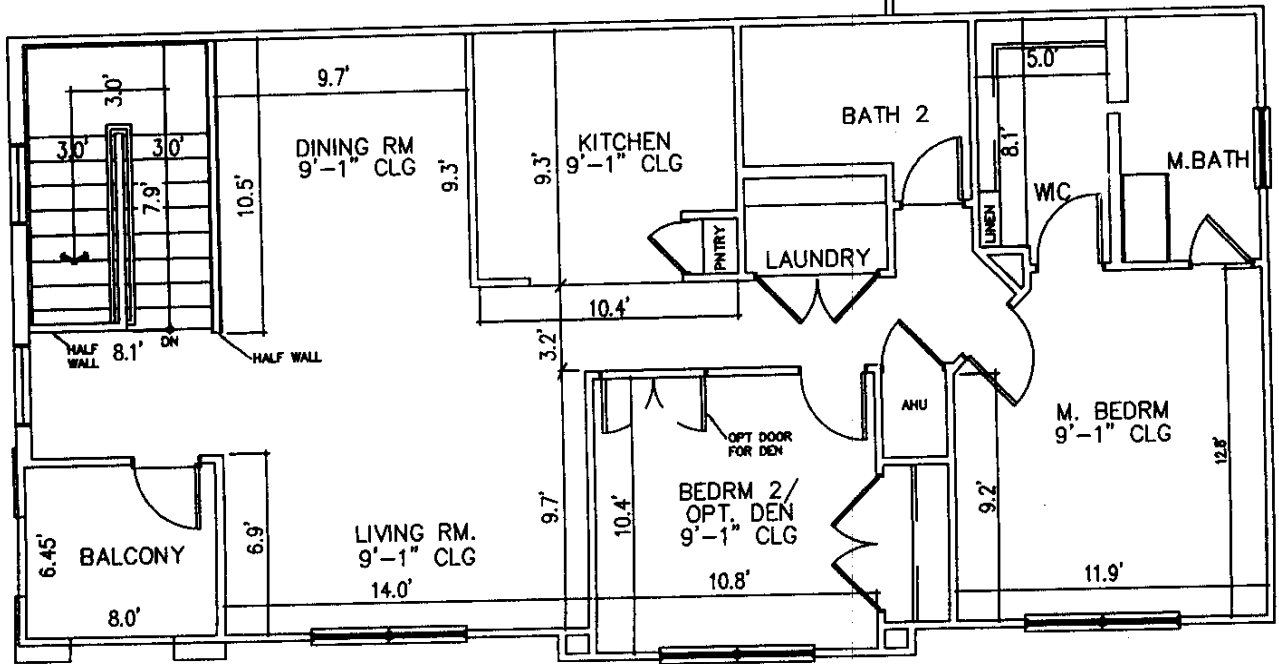 3.0'
3.0'
3.0'
7.9'
10.5'
HALF
WALL
8.1'
DN
HALF WALL
9.7'
DINING RM
9'-1" CLG
9.3'
9.3'
KITCHEN
9'-1" CLG
PNTRY
10.4'
3.2'
BATH 2
LAUNDRY
5.0'
8.1'
WIC
LINEN
M.BATH
AHU
M. BEDRM
9'-1" CLG
12.8'
9.2'
11.9'
OPT DOOR
FOR DEN
BEDRM 2/
OPT. DEN
9'-1" CLG
10.4'
10.8'
9.7'
LIVING RM.
9'-1" CLG
14.0'
6.9'
BALCONY
6.45'
8.0'